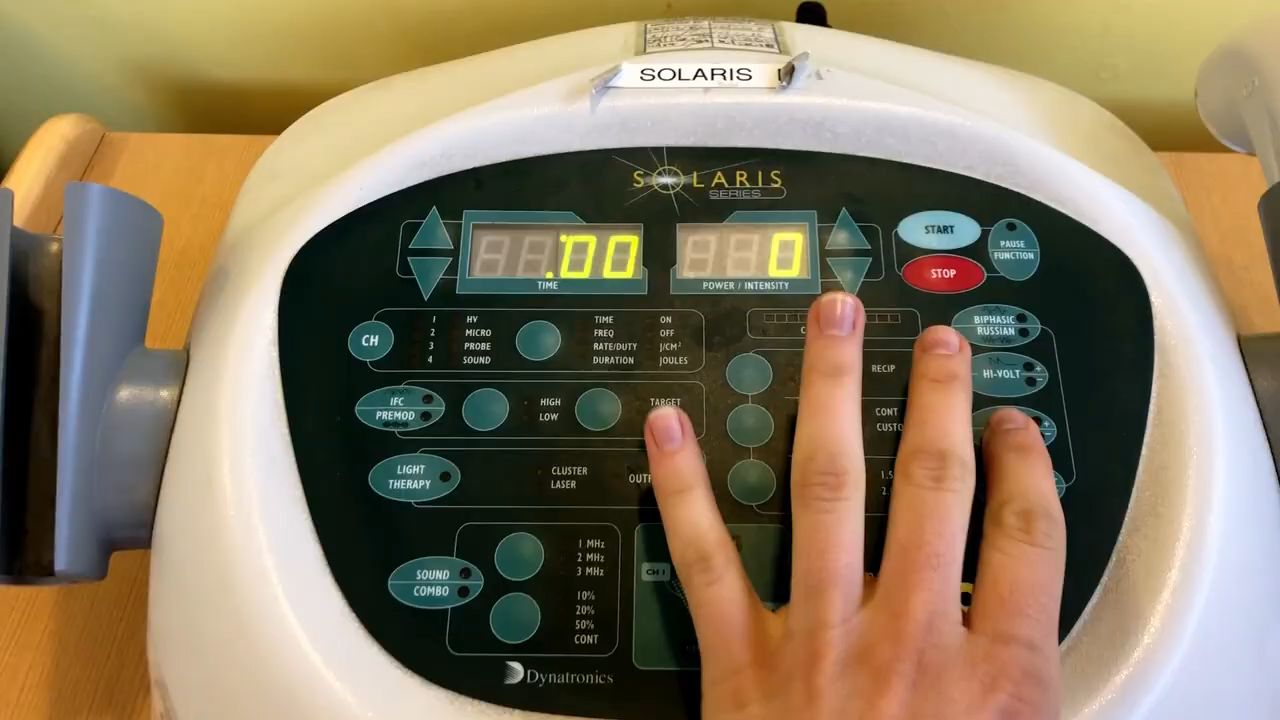 SOLARIS
SOLARIS
SERIES
.00
0
TIME
POWER / INTENSITY
START
STOP
PAUSE
FUNCTION
CH
1 HV
2 MICRO
3 PROBE
4 SOUND
TIME ON
FREQ OFF
RATE/DUTY J/CM²
DURATION JOULES
BIPHASIC
RUSSIAN
HI-VOLT + -
RECIP
IFC
PREMOD
HIGH
LOW
TARGET
CONT
LIGHT
THERAPY
CLUSTER
LASER
SOUND
COMBO
1 MHz
2 MHz
3 MHz
10%
20%
50%
CONT
CH 1
Dynatronics